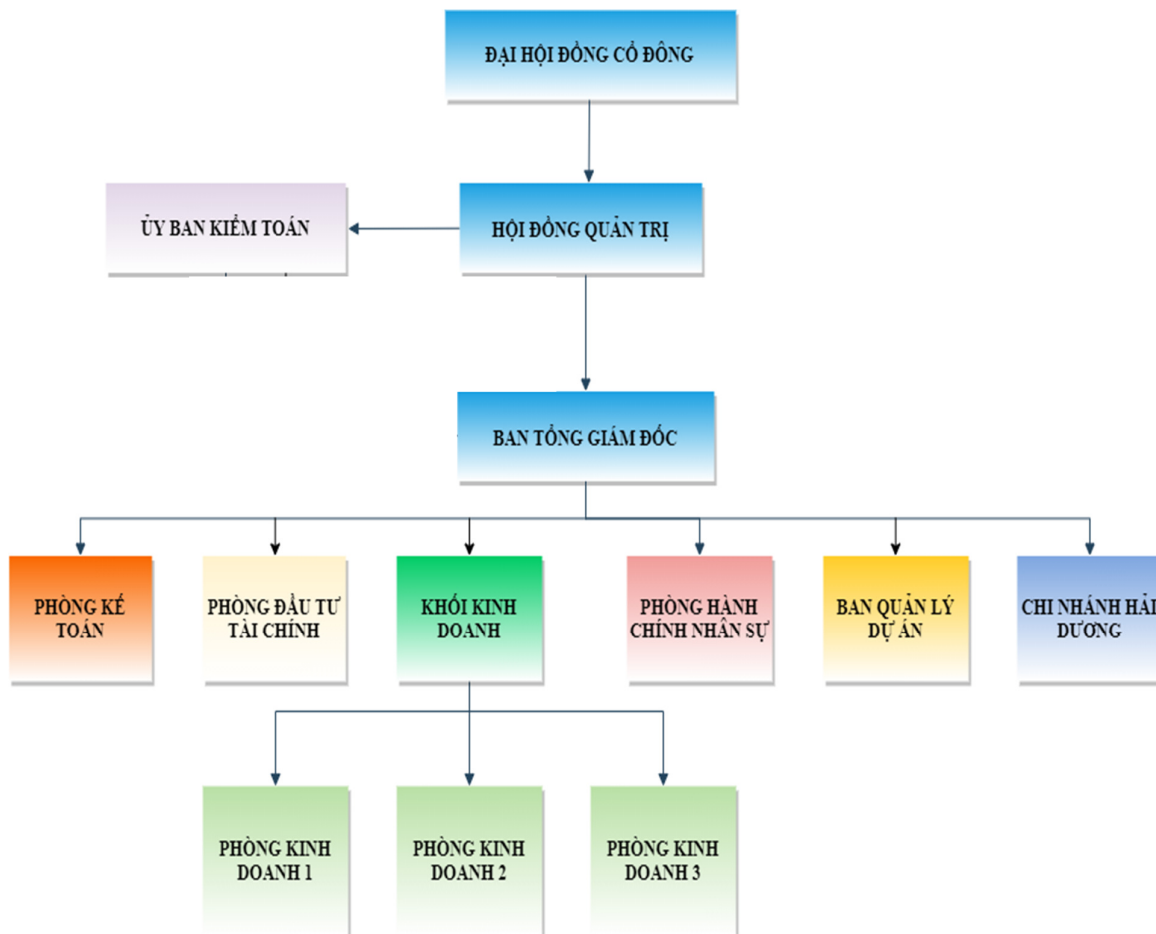 ĐẠI HỘI ĐỒNG CỔ ĐÔNG
ỦY BAN KIỂM TOÁN
HỘI ĐỒNG QUẢN TRỊ
BAN TỔNG GIÁM ĐỐC
PHÒNG KẾ
TOÁN
PHÒNG ĐẦU TƯ
TÀI CHÍNH
KHỐI KINH
DOANH
PHÒNG HÀNH
CHÍNH NHÂN SỰ
BAN QUẢN LÝ
DỰ ÁN
CHI NHÁNH HẢI
DƯƠNG
PHÒNG KINH
DOANH 1
PHÒNG KINH
DOANH 2
PHÒNG KINH
DOANH 3